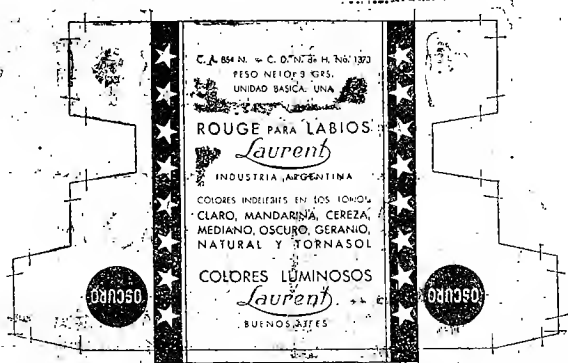 C. A. 854 N. C. D. N. de H. No. 1373
PESO NETO: 3 GRS.
UNIDAD BASICA: UNA
ROUGE PARA LABIOS
Laurent
INDUSTRIA ARGENTINA
COLORES INDELEBLES EN LOS TONOS
CLARO, MANDARINA, CEREZA,
MEDIANO, OSCURO, GERANIO,
NATURAL Y TORNASOL
COLORES LUMINOSOS
Laurent
BUENOS AIRES
OSCURO
OSCURO